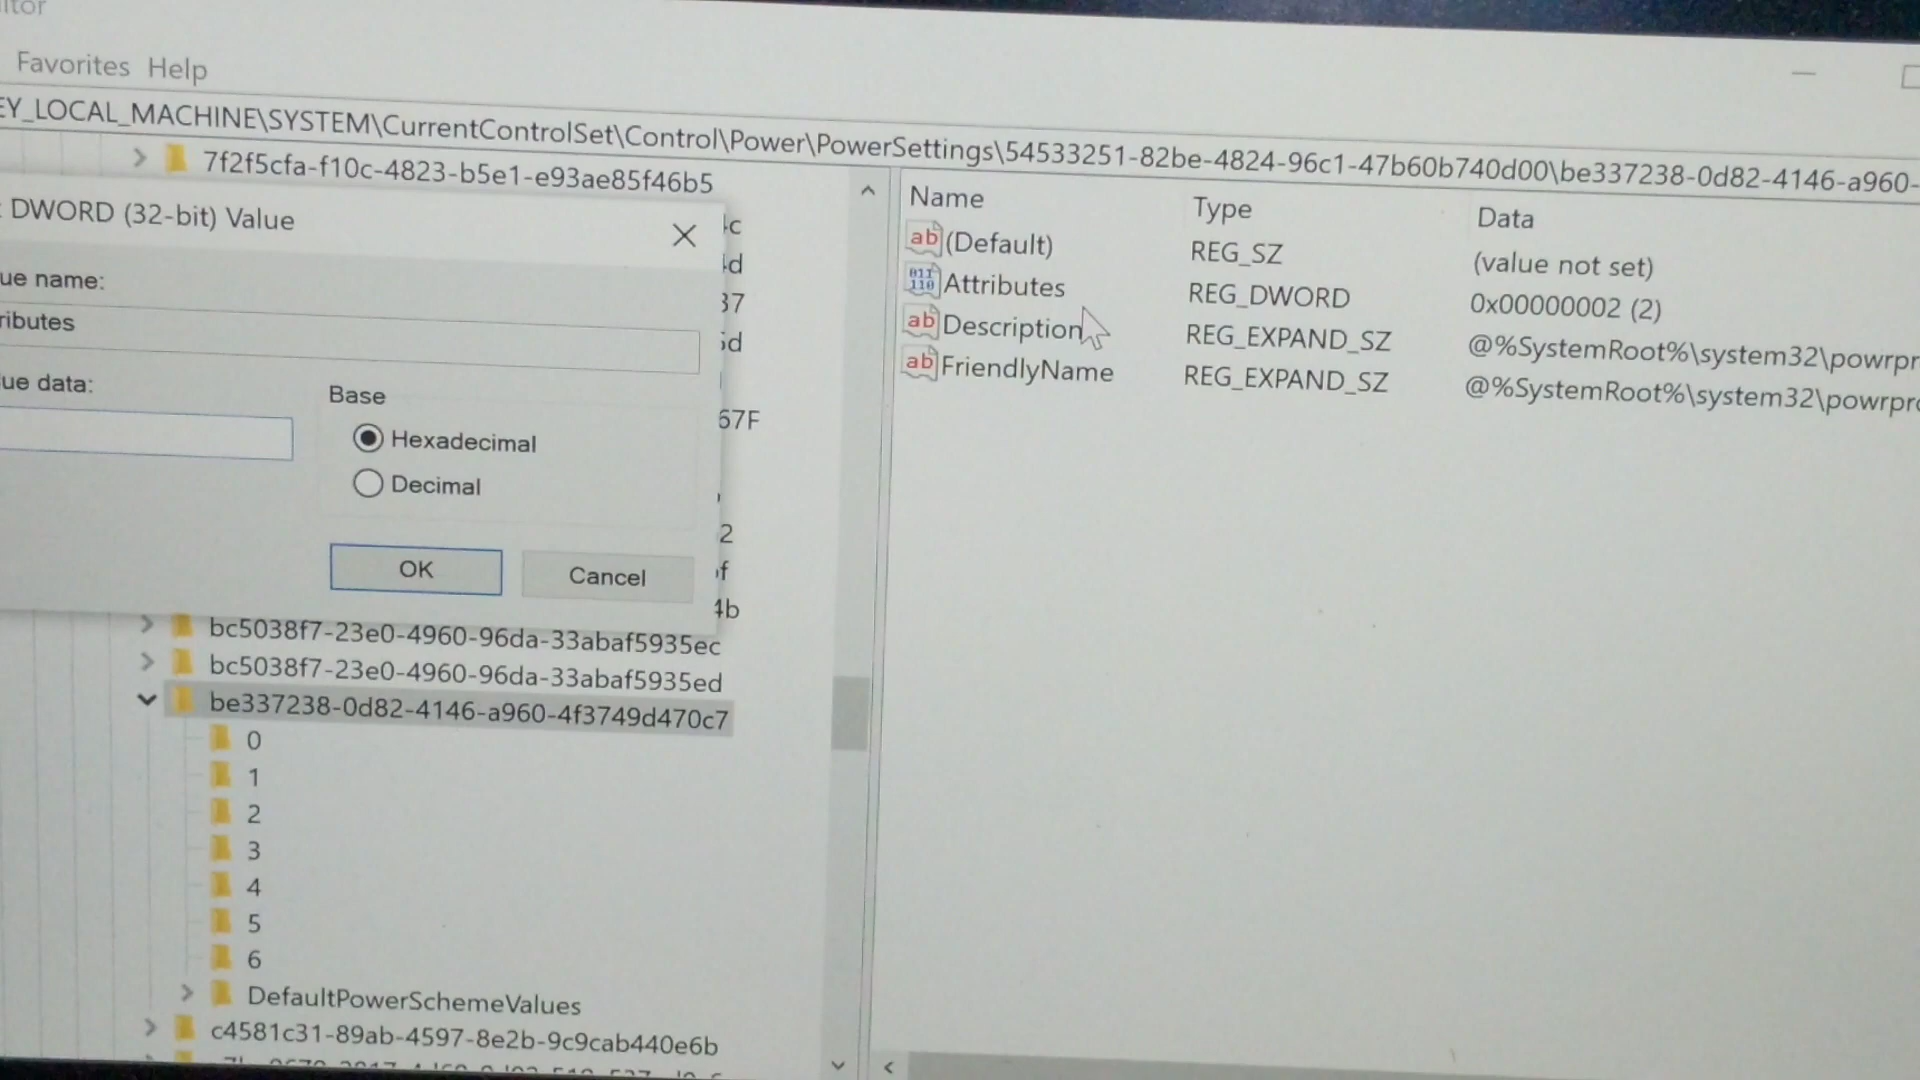 itor
Favorites Help
EY_LOCAL_MACHINE\SYSTEM\CurrentControlSet\Control\Power\PowerSettings\54533251-82be-4824-96c1-47b60b740d00\be337238-0d82-4146-a960-
7f2f5cfa-f10c-4823-b5e1-e93ae85f46b5
DWORD (32-bit) Value
ue name:
ributes
ue data:
Base
Hexadecimal
Decimal
OK Cancel
37
67F
2
bc5038f7-23e0-4960-96da-33abaf5935ec
bc5038f7-23e0-4960-96da-33abaf5935ed
be337238-0d82-4146-a960-4f3749d470c7
0
1
2
3
4
5
6
DefaultPowerSchemeValues
c4581c31-89ab-4597-8e2b-9c9cab440e6b
Name Type Data
(Default) REG_SZ (value not set)
Attributes REG_DWORD 0x00000002 (2)
Description REG_EXPAND_SZ @%SystemRoot%\system32\powrpr
FriendlyName REG_EXPAND_SZ @%SystemRoot%\system32\powrpr